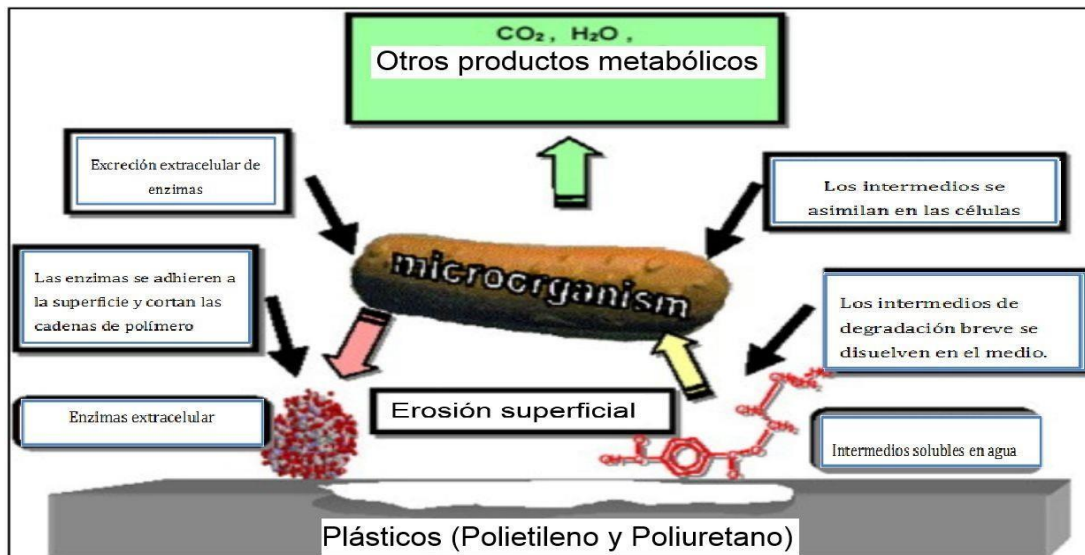 CO₂ , H₂O ,
Otros productos metabólicos
Excreción extracelular de
enzimas
Los intermedios se
asimilan en las células
microorganism
Las enzimas se adhieren a
la superficie y cortan las
cadenas de polímero
Los intermedios de
degradación breve se
disuelven en el medio.
Enzimas extracelular
Erosión superficial
Intermedios solubles en agua
Plásticos (Polietileno y Poliuretano)